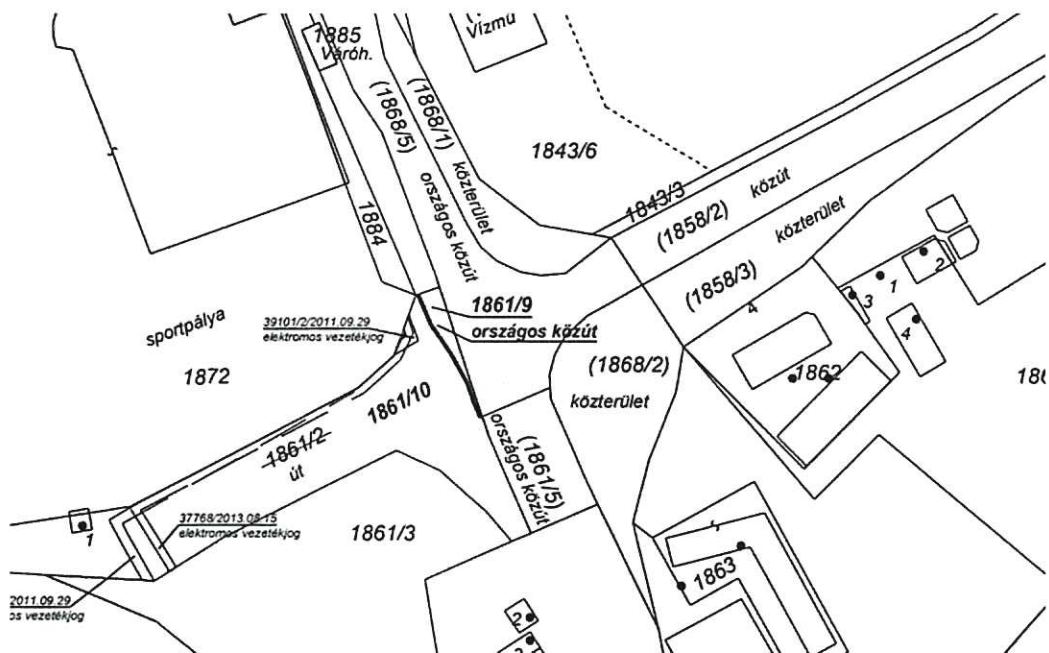 1885
Váróh.
Vízmű
(1868/5)
(1868/1)
közterület
országos közút
1843/6
1843/3
(1858/2)
közút
közterület
(1858/3)
1884
1861/9
országos közút
39101/2/2011.09.29
elektromos vezetékjog
sportpálya
1872
1861/10
1861/2
út
(1868/2)
közterület
(1861/5)
országos közút
1
2
3
4
1862
37768/2013.08.15
elektromos vezetékjog
1861/3
1
2011.09.29
os vezetékjog
1863
2